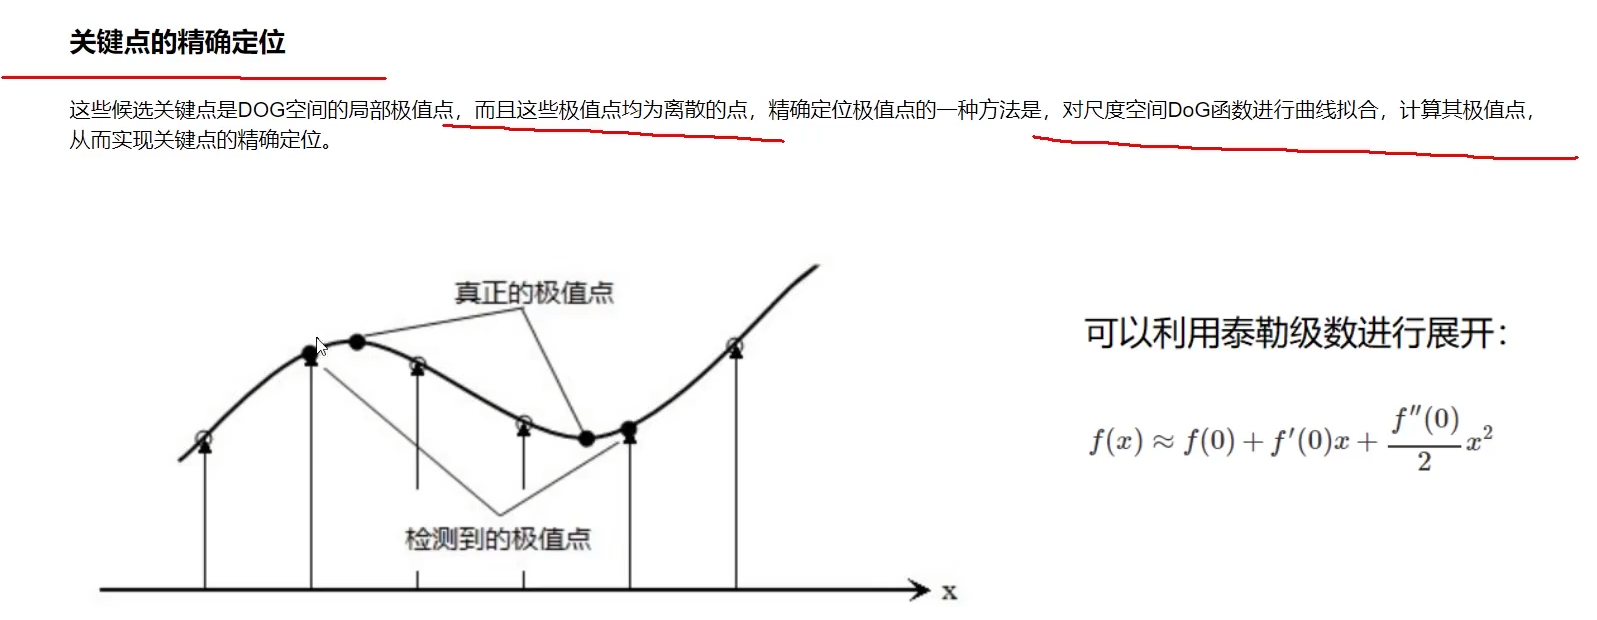 关键点的精确定位
这些候选关键点是DOG空间的局部极值点，而且这些极值点均为离散的点，精确定位极值点的一种方法是，对尺度空间DoG函数进行曲线拟合，计算其极值点，
从而实现关键点的精确定位。
真正的极值点
可以利用泰勒级数进行展开：
f(x) ≈ f(0) + f′(0)x + f″(0)/2 x²
检测到的极值点
x